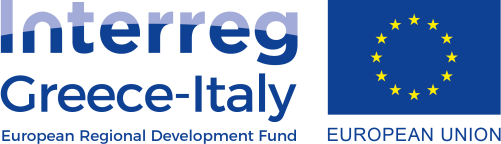 Interreg
Greece-Italy
European Regional Development Fund
EUROPEAN UNION